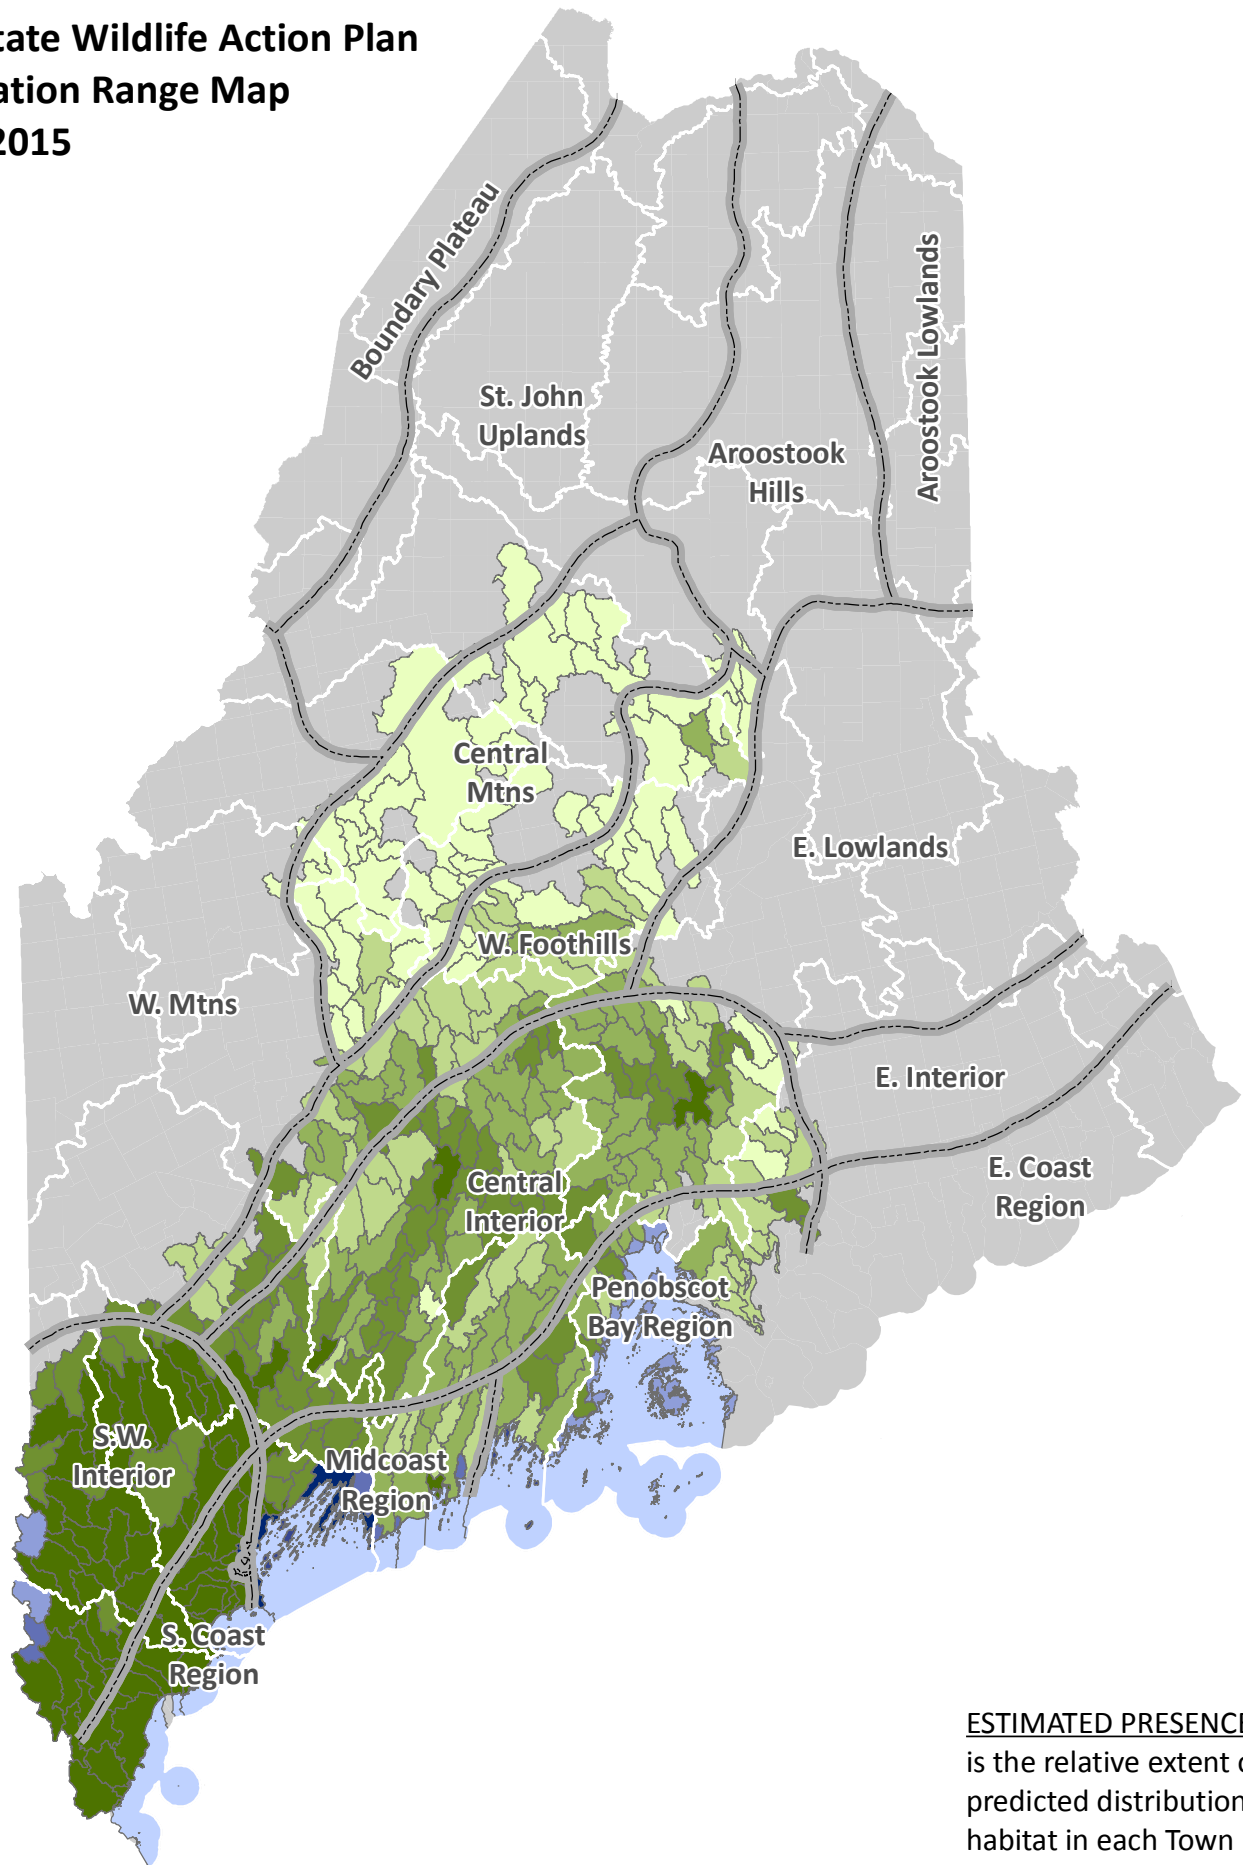 tate Wildlife Action Plan
ation Range Map
2015
Boundary Plateau
St. John
Uplands
Aroostook
Hills
Aroostook Lowlands
Central
Mtns
E. Lowlands
W. Foothills
W. Mtns
E. Interior
E. Coast
Region
Central
Interior
Penobscot
Bay Region
S.W.
Interior
Midcoast
Region
S. Coast
Region
ESTIMATED PRESENCE
is the relative extent o
predicted distribution
habitat in each Town